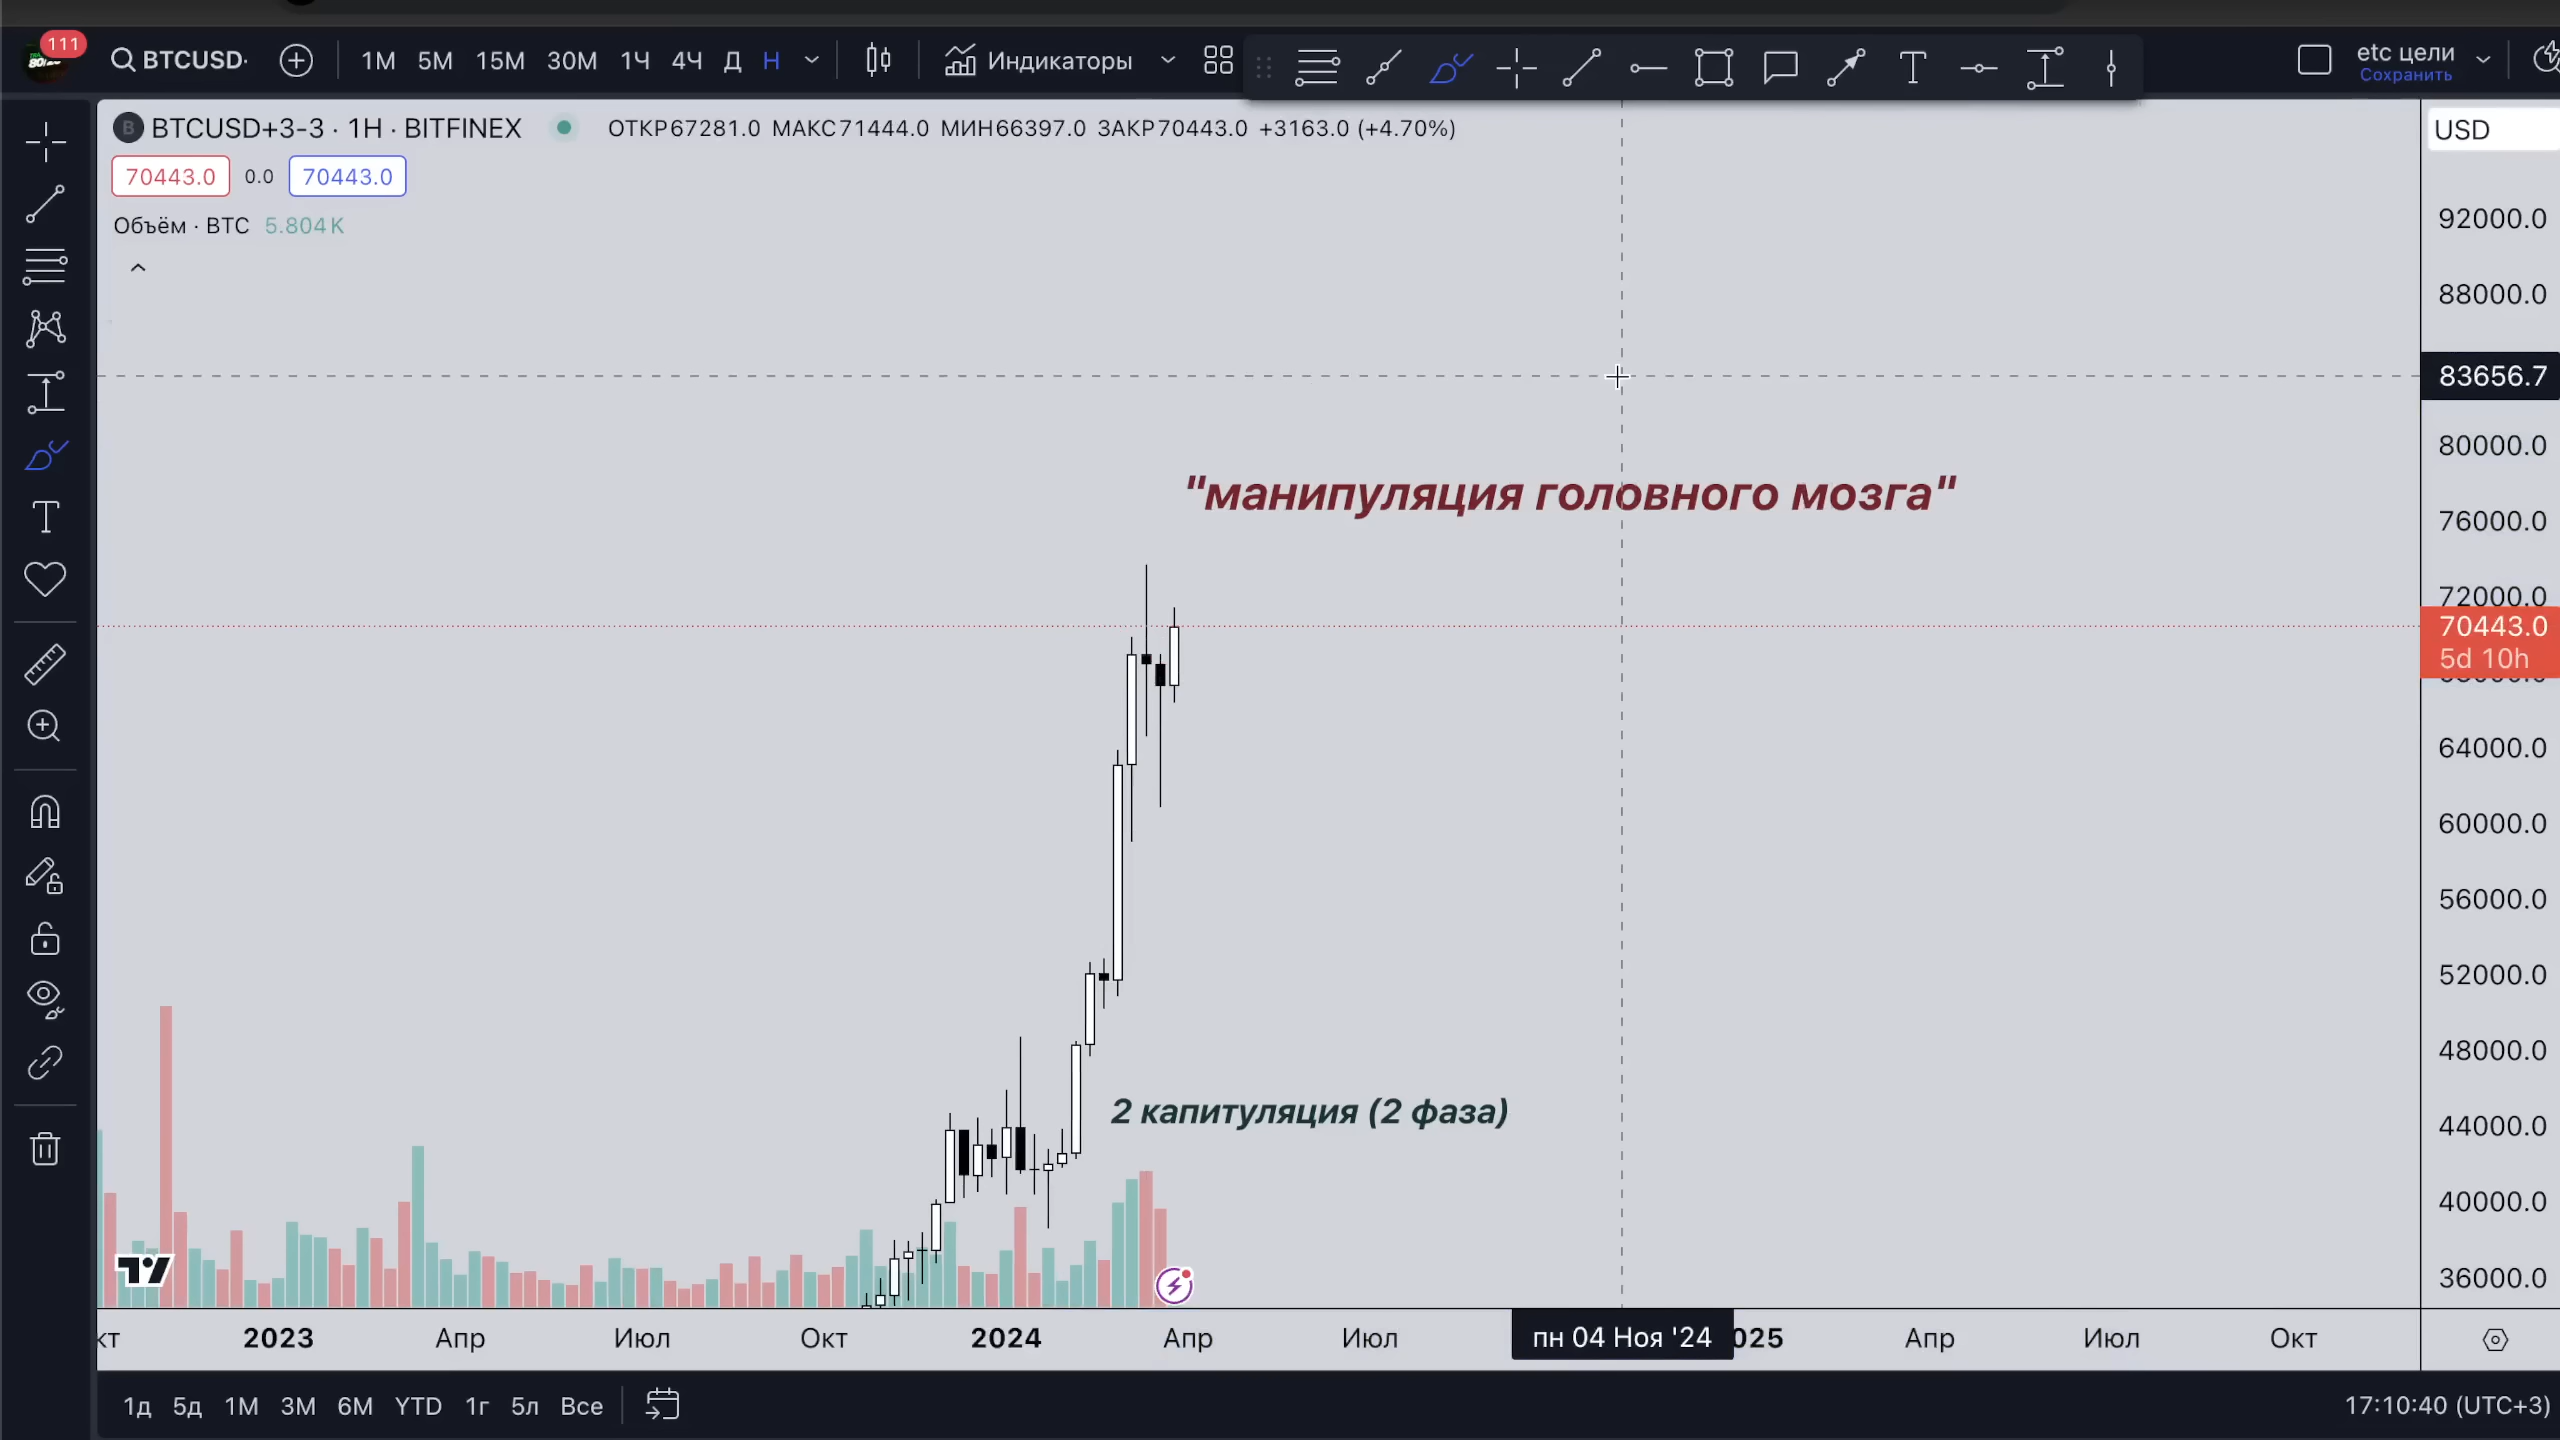 111
BTCUSD·
1М 5М 15М 30М 1Ч 4Ч Д Н
Индикаторы
etc цели
Сохранить
BTCUSD+3-3 · 1Н · BITFINEX
ОТКР67281.0 МАКС71444.0 МИН66397.0 ЗАКР70443.0 +3163.0 (+4.70%)
USD
70443.0 0.0 70443.0
Объём · BTC 5.804K
92000.0
88000.0
83656.7
80000.0
"манипуляция головного мозга"
76000.0
72000.0
70443.0
5d 10h
64000.0
60000.0
56000.0
52000.0
48000.0
2 капитуляция (2 фаза)
44000.0
40000.0
36000.0
кт 2023 Апр Июл Окт 2024 Апр Июл пн 04 Ноя '24 025 Апр Июл Окт
1д 5д 1М 3М 6М YTD 1г 5л Все
17:10:40 (UTC+3)